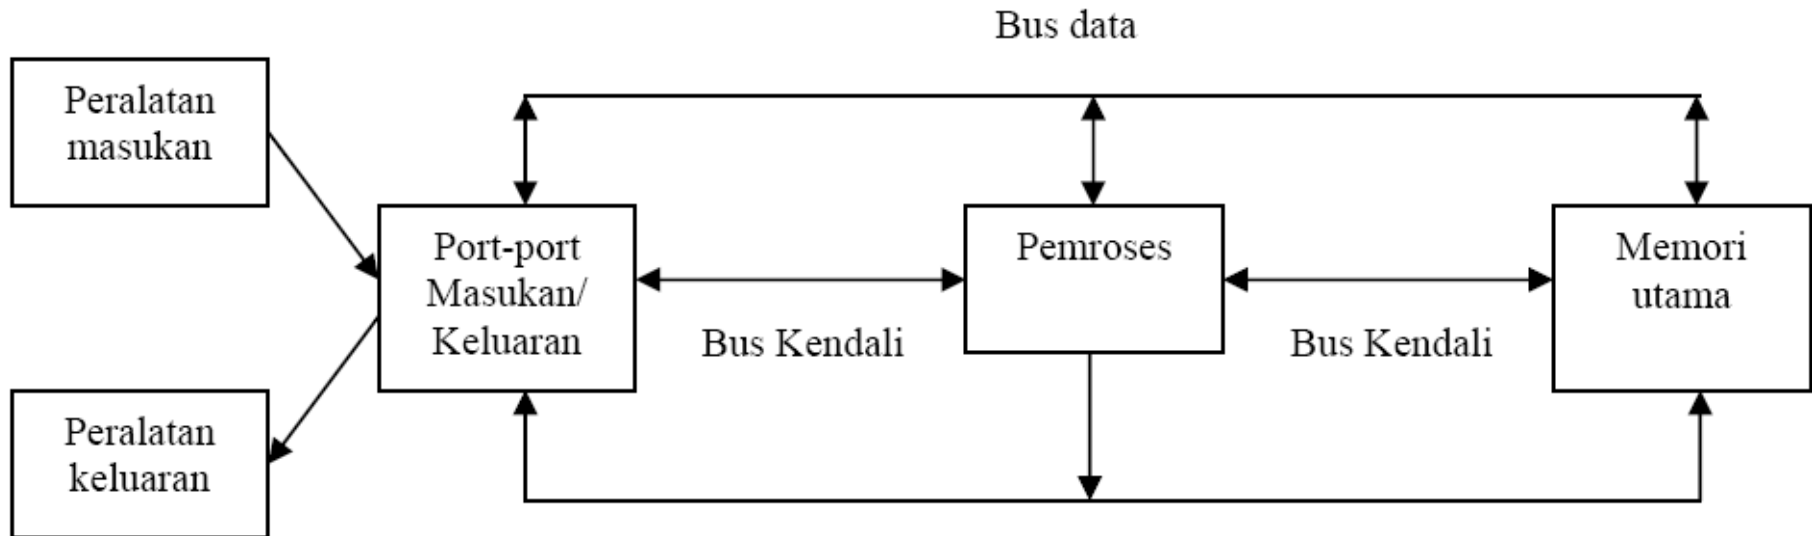 Bus data
Peralatan
masukan
Port-port
Masukan/
Keluaran
Pemroses
Memori
utama
Bus Kendali
Bus Kendali
Peralatan
keluaran